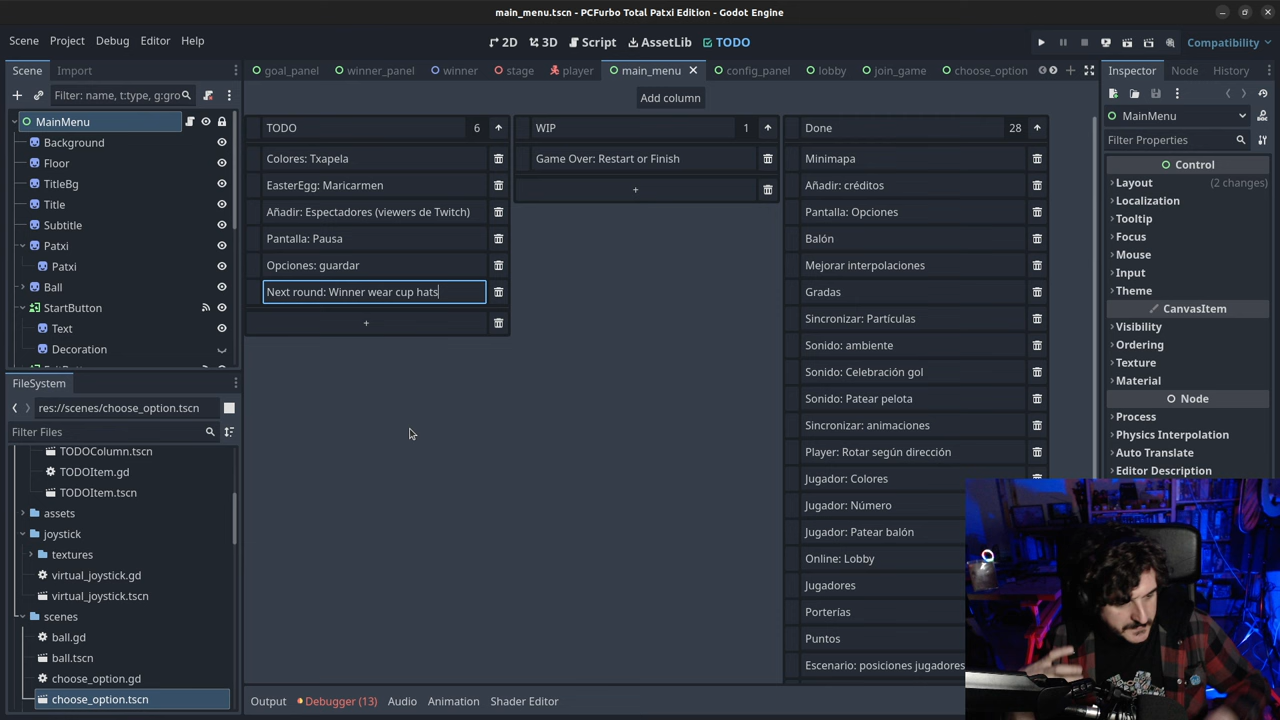 main_menu.tscn - PCFurbo Total Patxi Edition - Godot Engine
Scene Project Debug Editor Help
2D 3D Script AssetLib TODO
Compatibility
Scene Import
goal_panel winner_panel winner stage player main_menu config_panel lobby join_game choose_option
Inspector Node History
Filter: name, t:type, g:gro
MainMenu
Background
Floor
TitleBg
Title
Subtitle
Patxi
Patxi
Ball
StartButton
Text
Decoration
FileSystem
res://scenes/choose_option.tscn
Filter Files
TODOColumn.tscn
TODOItem.gd
TODOItem.tscn
assets
joystick
textures
virtual_joystick.gd
virtual_joystick.tscn
scenes
ball.gd
ball.tscn
choose_option.gd
choose_option.tscn
Add column
TODO 6
Colores: Txapela
EasterEgg: Maricarmen
Añadir: Espectadores (viewers de Twitch)
Pantalla: Pausa
Opciones: guardar
Next round: Winner wear cup hats
+
WIP 1
Game Over: Restart or Finish
+
Done 28
Minimapa
Añadir: créditos
Pantalla: Opciones
Balón
Mejorar interpolaciones
Gradas
Sincronizar: Partículas
Sonido: ambiente
Sonido: Celebración gol
Sonido: Patear pelota
Sincronizar: animaciones
Player: Rotar según dirección
Jugador: Colores
Jugador: Número
Jugador: Patear balón
Online: Lobby
Jugadores
Porterías
Puntos
Escenario: posiciones jugadores
Output Debugger (13) Audio Animation Shader Editor
MainMenu
Filter Properties
Control
Layout (2 changes)
Localization
Tooltip
Focus
Mouse
Input
Theme
CanvasItem
Visibility
Ordering
Texture
Material
Node
Process
Physics Interpolation
Auto Translate
Editor Description